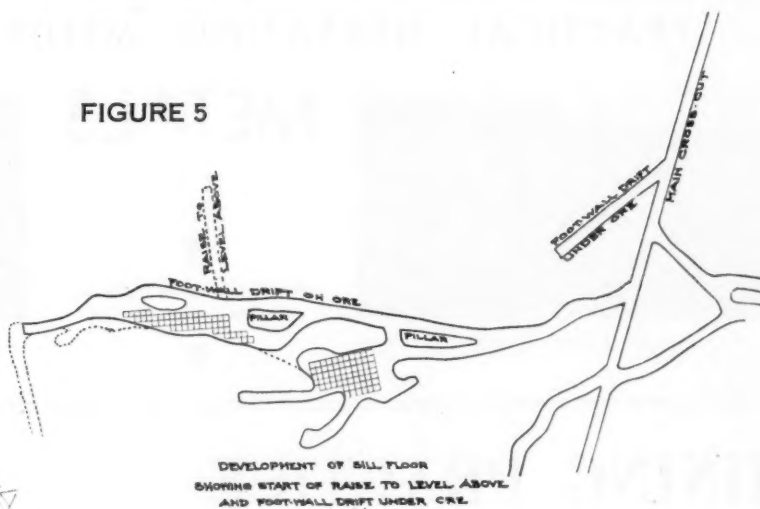 FIGURE 5
RAISE TO
LEVEL ABOVE
FOOT-WALL DRIFT ON ORE
PILLAR
PILLAR
FOOT-WALL DRIFT
UNDER ORE
MAIN CROSS-CUT
DEVELOPMENT OF SILL FLOOR
SHOWING START OF RAISE TO LEVEL ABOVE
AND FOOT-WALL DRIFT UNDER ORE